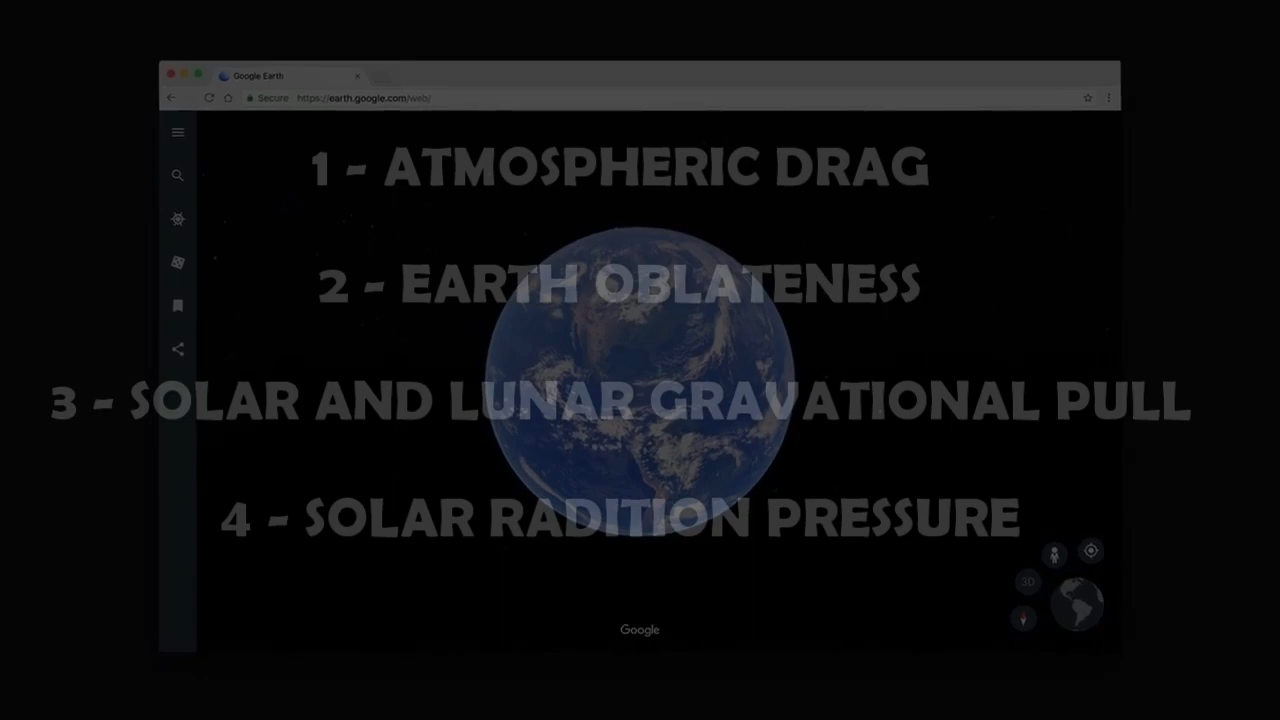 Google Earth
Secure https://earth.google.com/web/
1 - ATMOSPHERIC DRAG
2 - EARTH OBLATENESS
3 - SOLAR AND LUNAR GRAVATIONAL PULL
4 - SOLAR RADITION PRESSURE
3D
Google